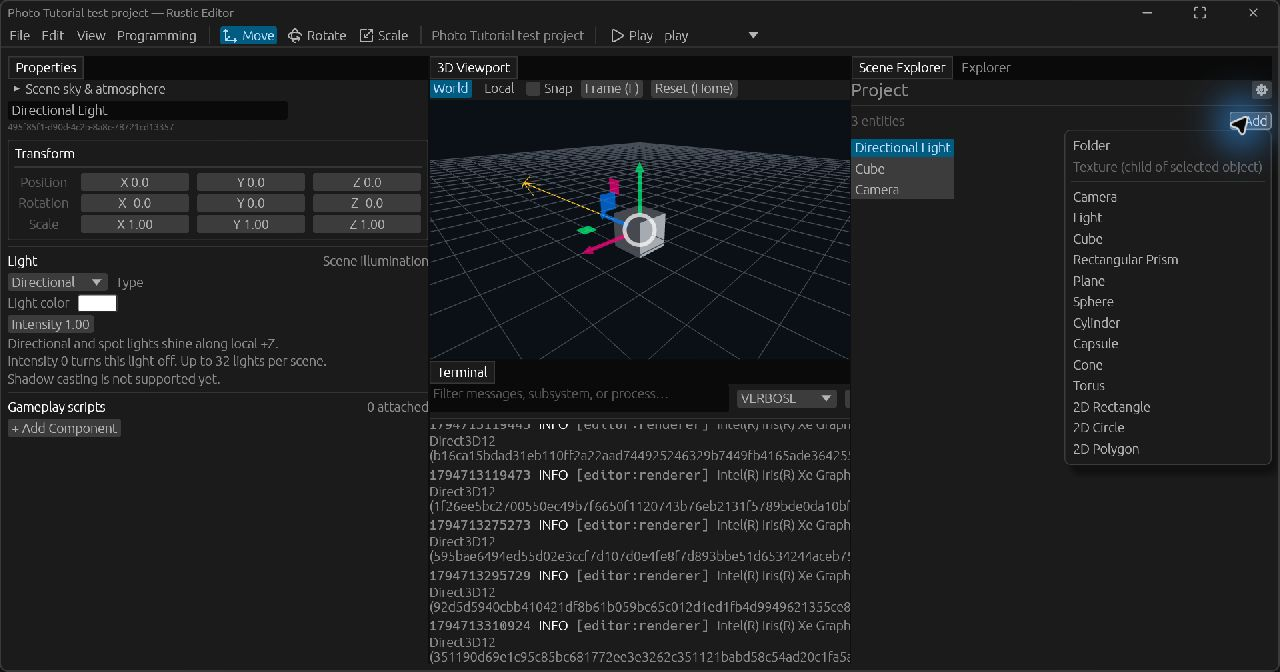 Photo Tutorial test project — Rustic Editor
File Edit View Programming Move Rotate Scale Photo Tutorial test project Play play
Properties
Scene sky & atmosphere
Directional Light
Transform
Position X 0.0 Y 0.0 Z 0.0
Rotation X 0.0 Y 0.0 Z 0.0
Scale X 1.00 Y 1.00 Z 1.00
Light Scene illumination
Directional Type
Light color
Intensity 1.00
Directional and spot lights shine along local +Z.
Intensity 0 turns this light off. Up to 32 lights per scene.
Shadow casting is not supported yet.
Gameplay scripts 0 attached
+ Add Component
3D Viewport
World Local Snap Frame (F) Reset (Home)
Terminal
Filter messages, subsystem, or process...
VERBOSE
1794713119445 INFO [editor:renderer] Intel(R) Iris(R) Xe Graph
Direct3D12
1794713119473 INFO [editor:renderer] Intel(R) Iris(R) Xe Graph
Direct3D12
1794713275273 INFO [editor:renderer] Intel(R) Iris(R) Xe Graph
Direct3D12
1794713295729 INFO [editor:renderer] Intel(R) Iris(R) Xe Graph
Direct3D12
1794713310924 INFO [editor:renderer] Intel(R) Iris(R) Xe Graph
Direct3D12
Scene Explorer Explorer
Project
3 entities
Add
Directional Light
Cube
Camera
Folder
Texture (child of selected object)
Camera
Light
Cube
Rectangular Prism
Plane
Sphere
Cylinder
Capsule
Cone
Torus
2D Rectangle
2D Circle
2D Polygon